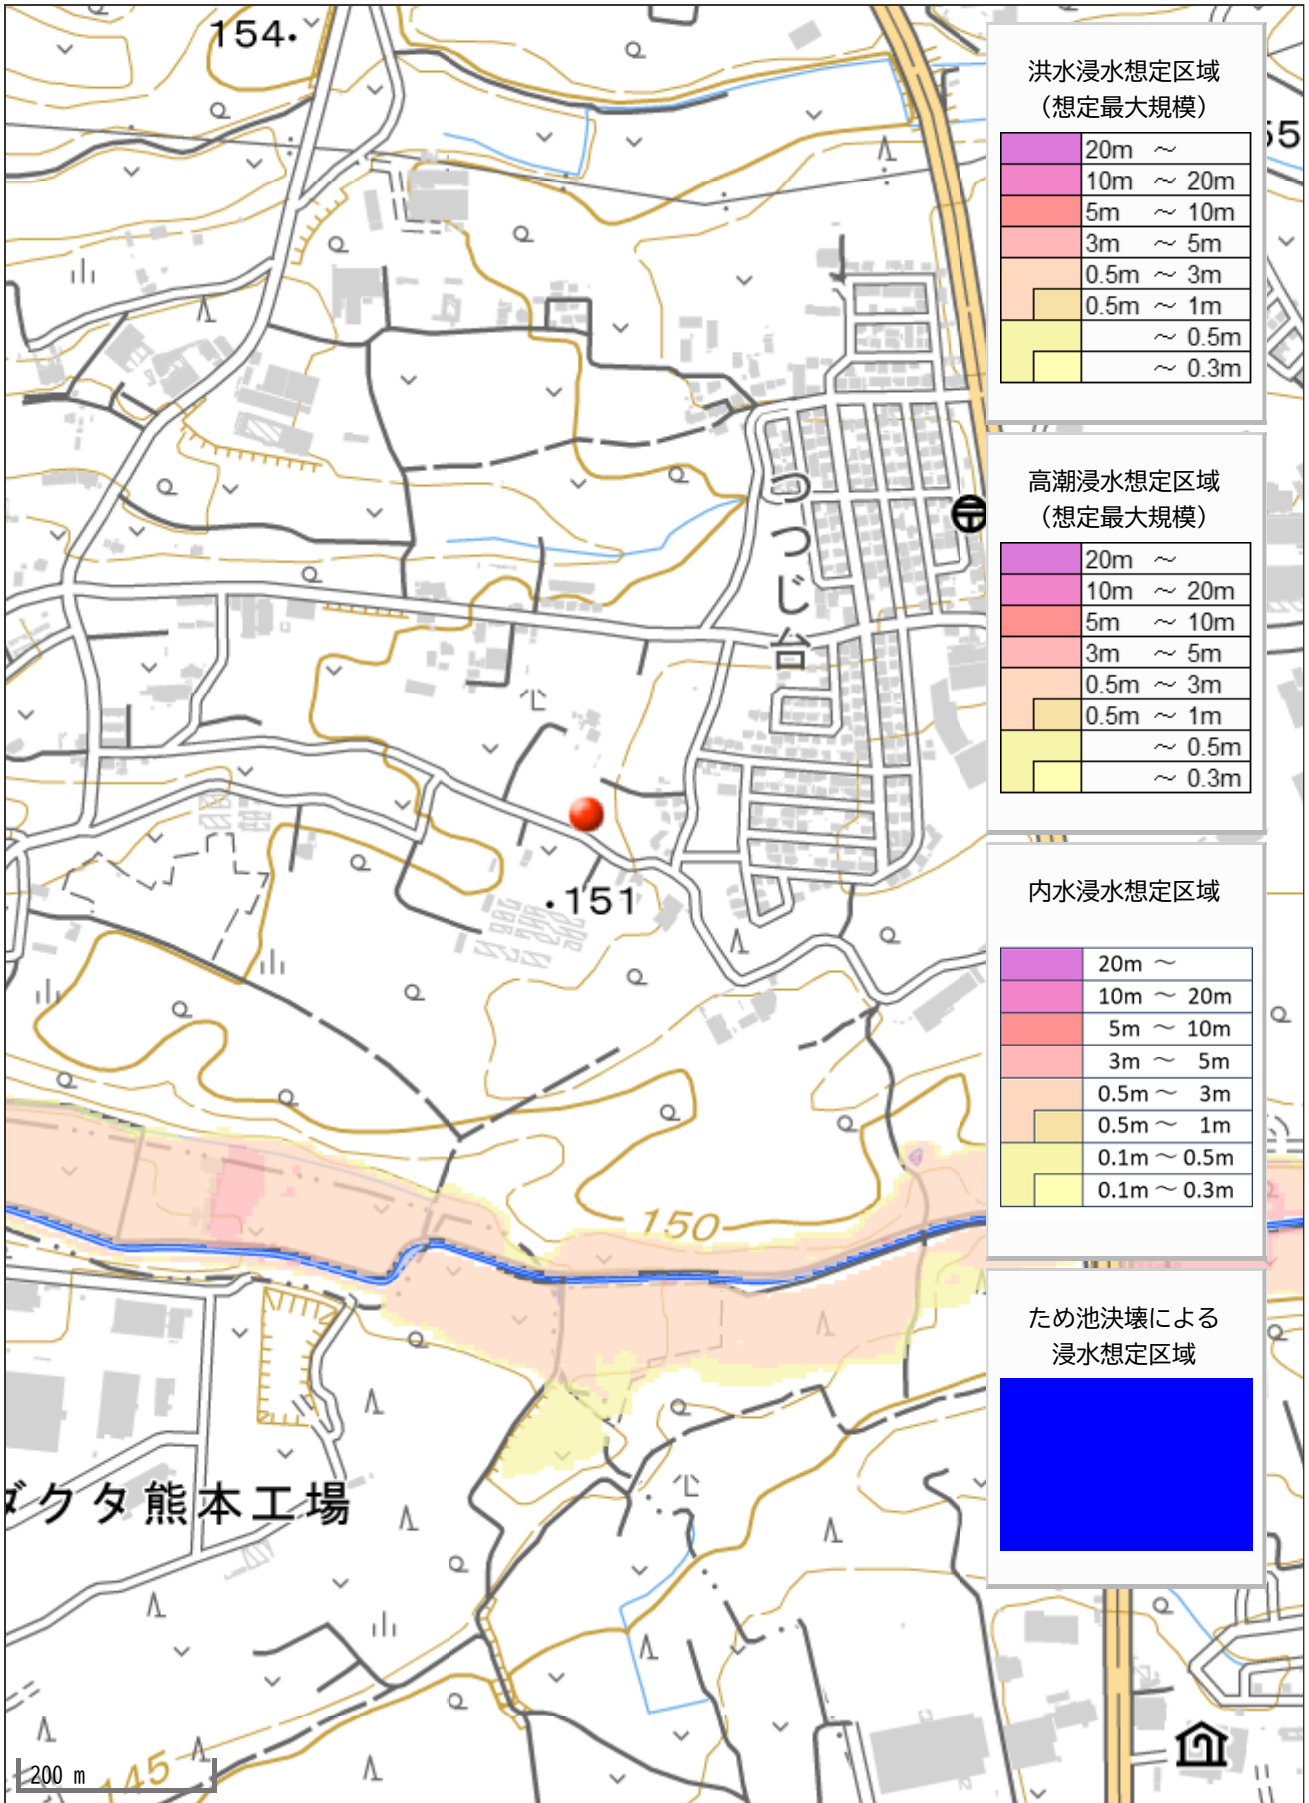 154
洪水浸水想定区域
（想定最大規模）
20m ～
10m ～ 20m
5m ～ 10m
3m ～ 5m
0.5m ～ 3m
0.5m ～ 1m
～ 0.5m
～ 0.3m
55
高潮浸水想定区域
（想定最大規模）
20m ～
10m ～ 20m
5m ～ 10m
3m ～ 5m
0.5m ～ 3m
0.5m ～ 1m
～ 0.5m
～ 0.3m
つつじ台
151
内水浸水想定区域
20m ～
10m ～ 20m
5m ～ 10m
3m ～ 5m
0.5m ～ 3m
0.5m ～ 1m
0.1m ～ 0.5m
0.1m ～ 0.3m
150
ため池決壊による
浸水想定区域
ダクタ熊本工場
145
200 m